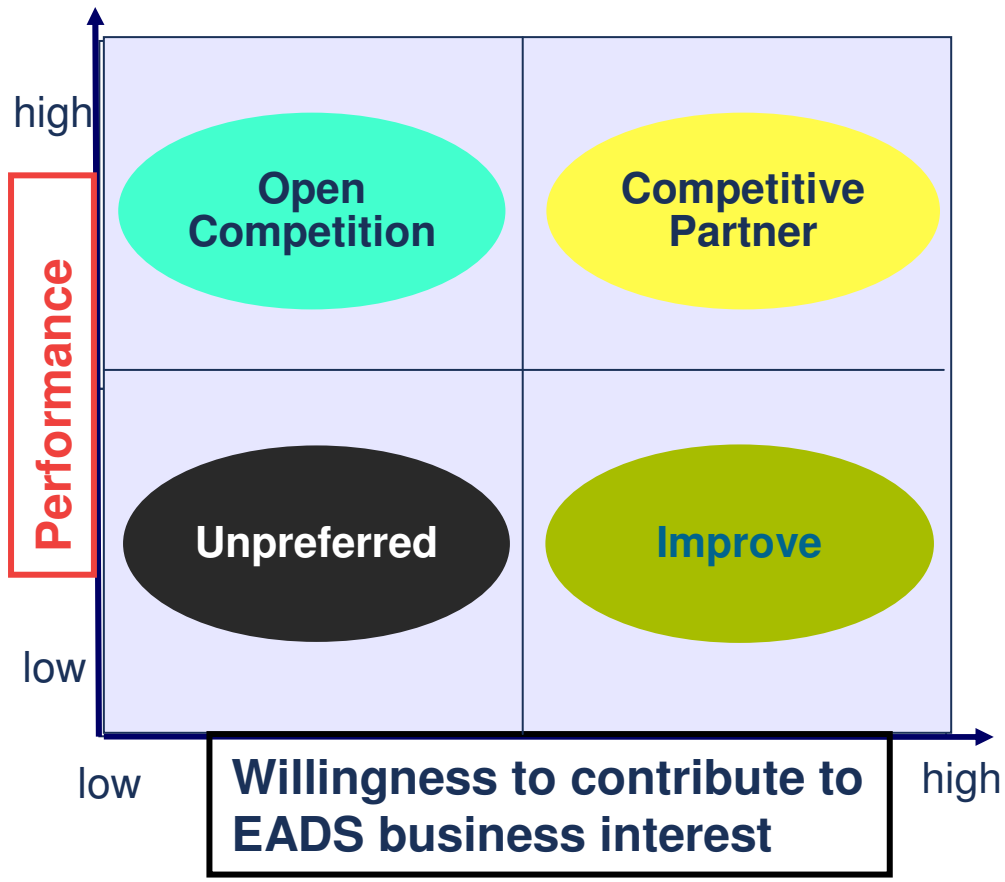 high
Open
Competition
Competitive
Partner
Performance
Unpreferred
Improve
low
low
Willingness to contribute to
EADS business interest
high